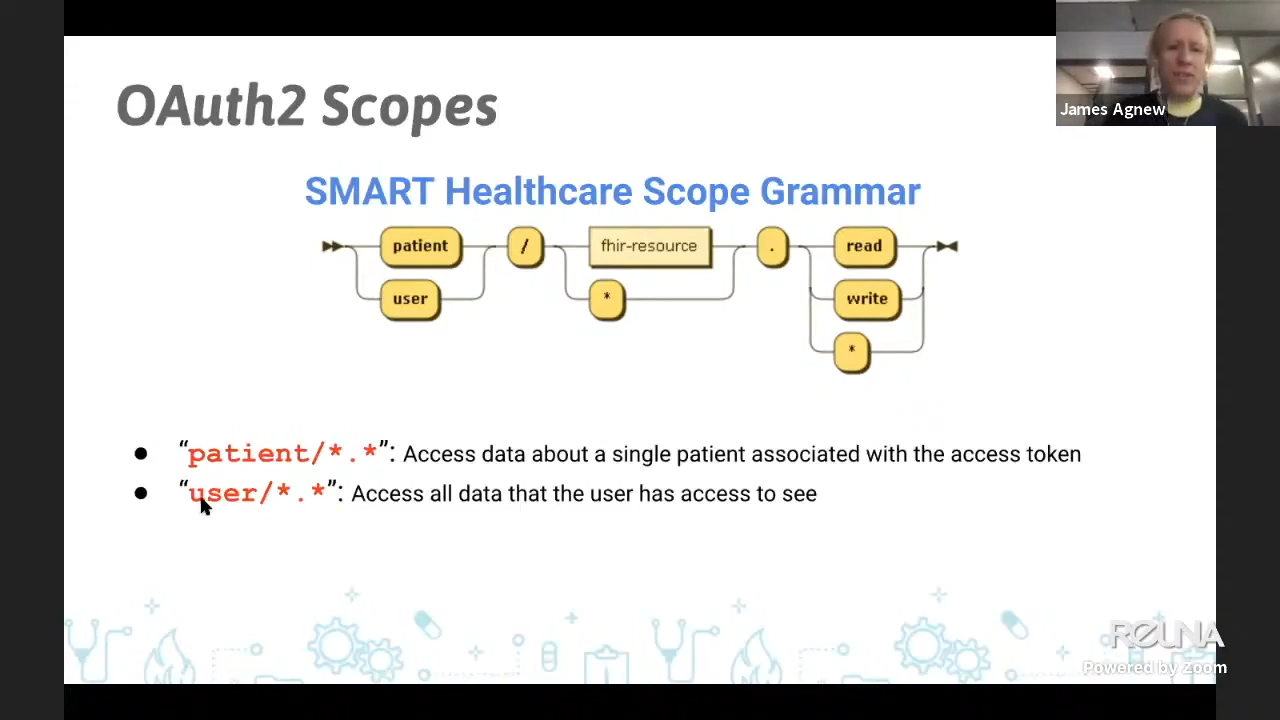 OAuth2 Scopes
James Agnew
SMART Healthcare Scope Grammar
patient / fhir-resource . read
user * write
*
● “patient/*.*”: Access data about a single patient associated with the access token
● “user/*.*”: Access all data that the user has access to see
REUNA
Powered by Zoom